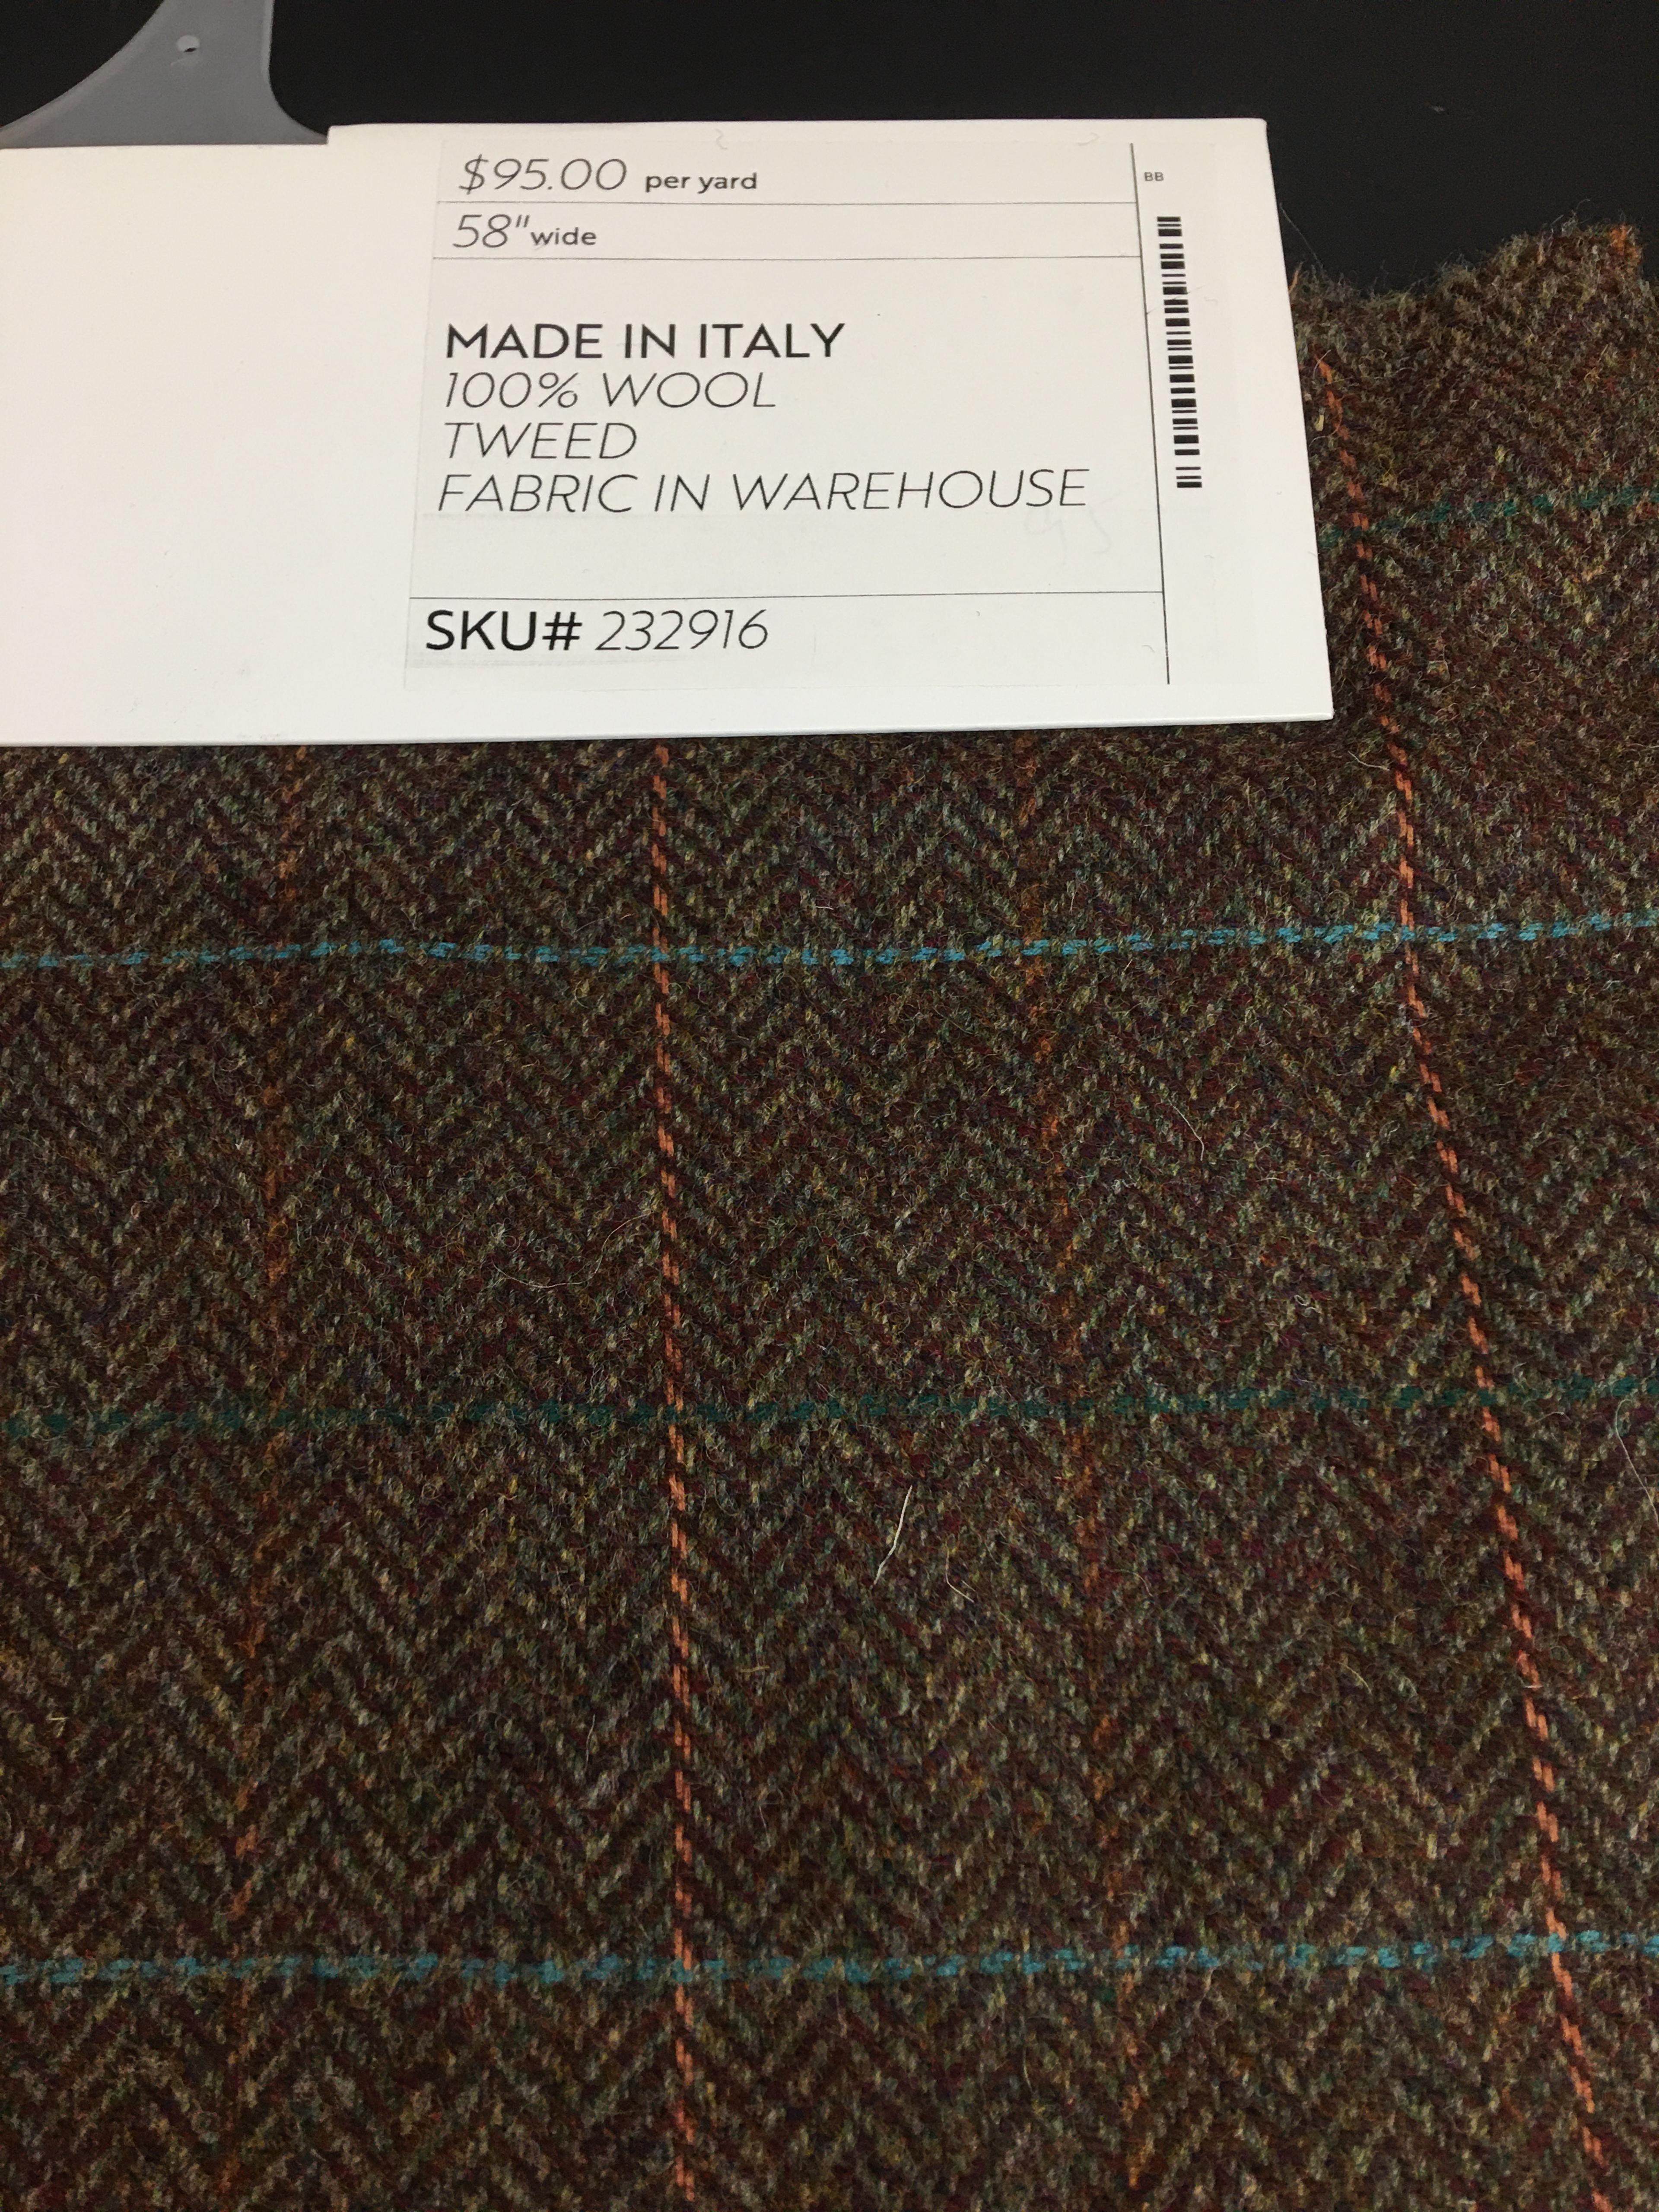 $95.00 per yard
BB
58" wide
MADE IN ITALY
100% WOOL
TWEED
FABRIC IN WAREHOUSE
SKU# 232916